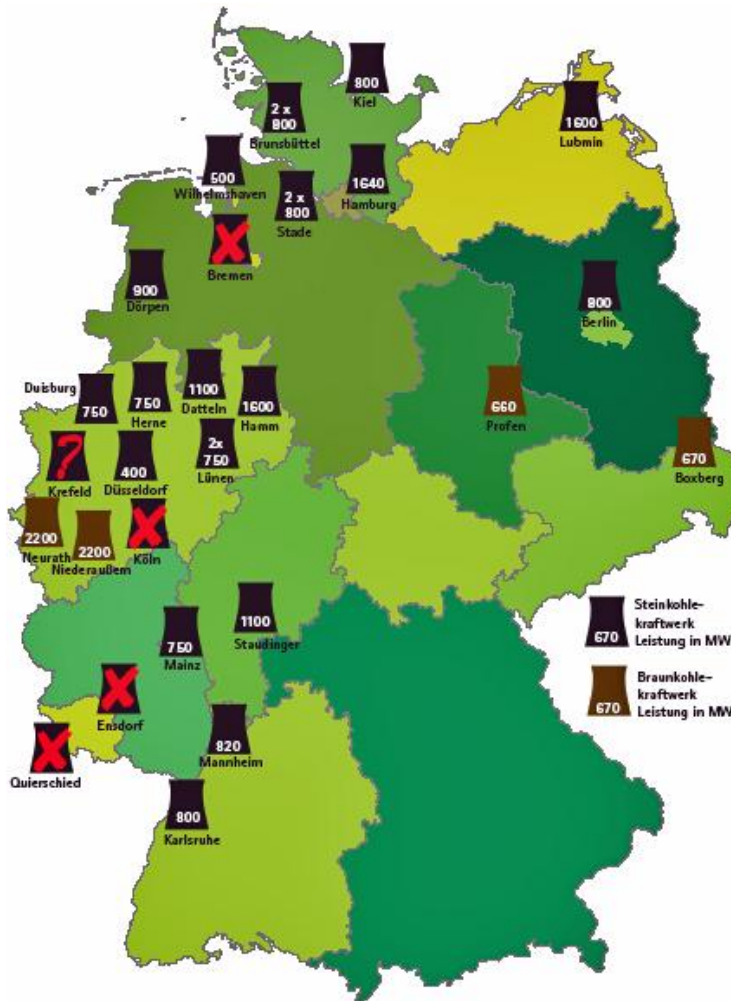 800
Kiel
2 x
800
Brunsbüttel
1600
Lubmin
500
Wilhelmshaven
1640
Hamburg
2 x
800
Stade
Bremen
900
Dörpen
800
Berlin
Duisburg
750
750
Herne
1100
Datteln
1600
Hamm
660
Profen
?
Krefeld
400
Düsseldorf
2x
750
Lünen
670
Boxberg
2200
Neurath
2200
Niederaußem
Köln
750
Mainz
1100
Staudinger
Steinkohle-
kraftwerk
670 Leistung in MW
Braunkohle-
kraftwerk
670 Leistung in MW
Ensdorf
Quierschied
820
Mannheim
800
Karlsruhe